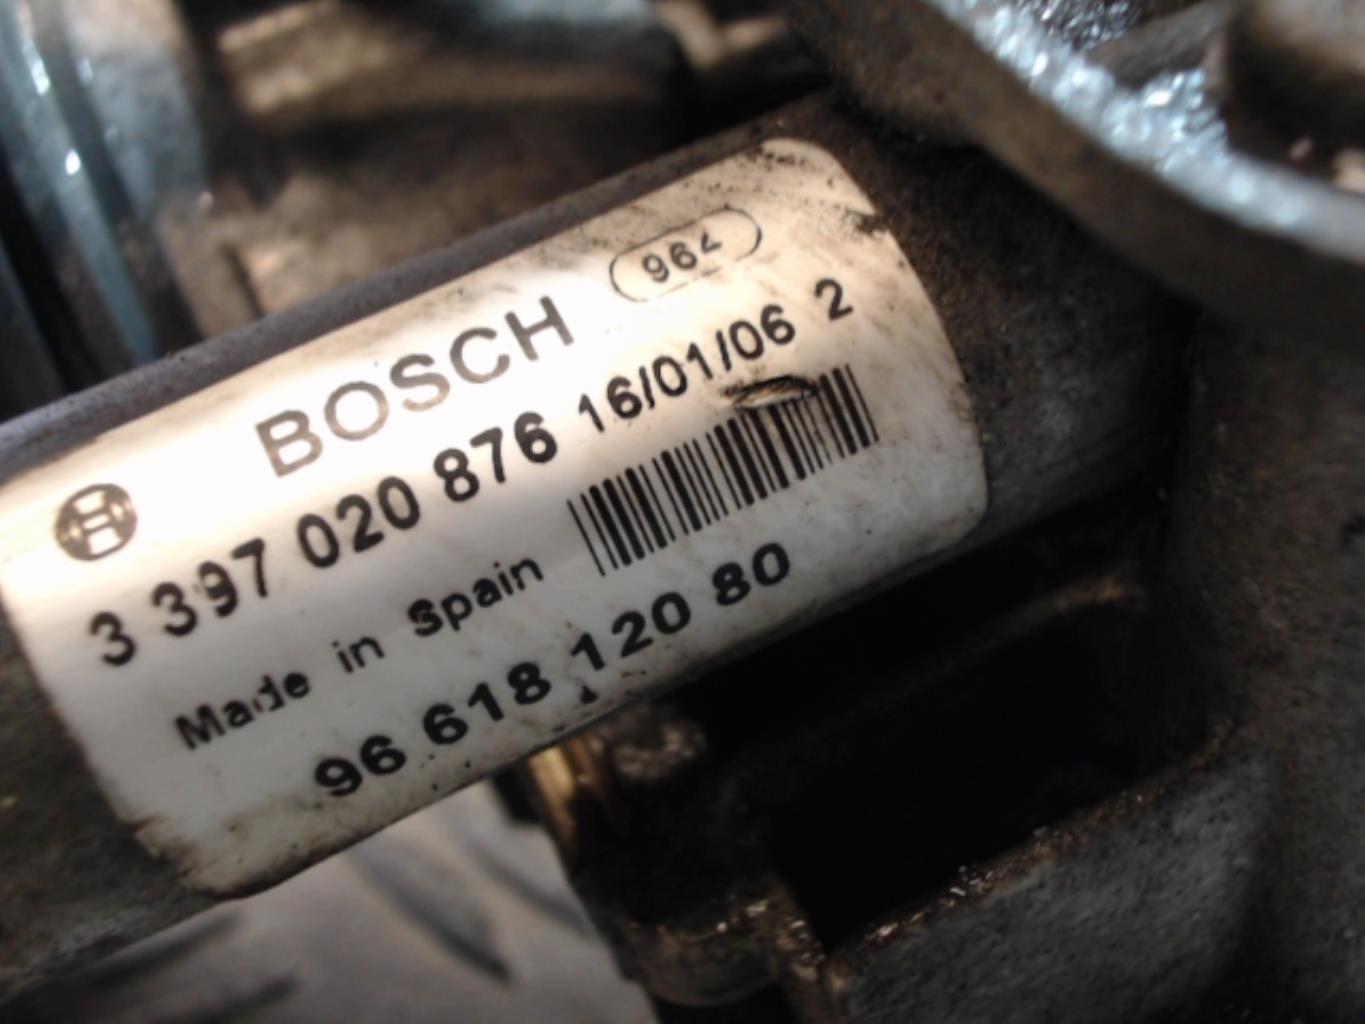 BOSCH 964
3 397 020 876 16/01/06 2
Made in Spain
96 618 120 80